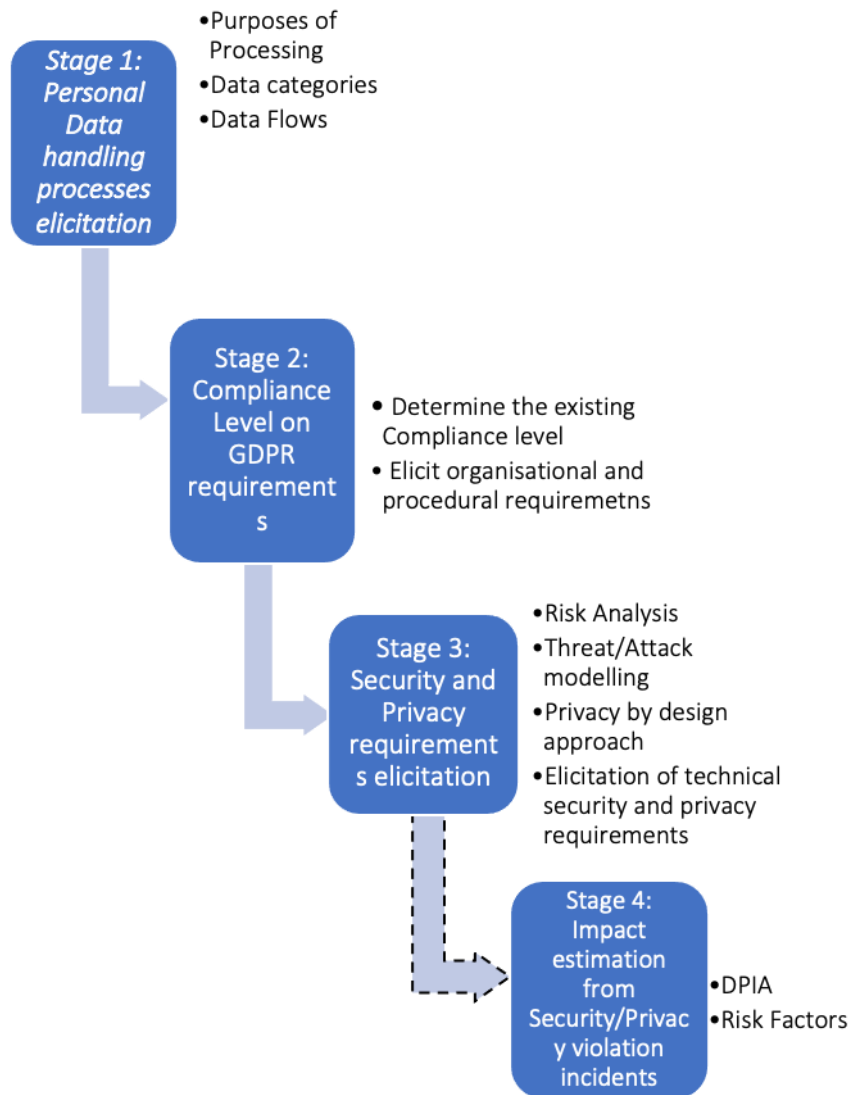 Stage 1:
Personal
Data
handling
processes
elicitation
•Purposes of
Processing
•Data categories
•Data Flows
Stage 2:
Compliance
Level on
GDPR
requirement
s
• Determine the existing
Compliance level
• Elicit organisational and
procedural requiremetns
Stage 3:
Security and
Privacy
requirement
s elicitation
•Risk Analysis
•Threat/Attack
modelling
•Privacy by design
approach
•Elicitation of technical
security and privacy
requirements
Stage 4:
Impact
estimation
from
Security/Privac
y violation
incidents
•DPIA
•Risk Factors